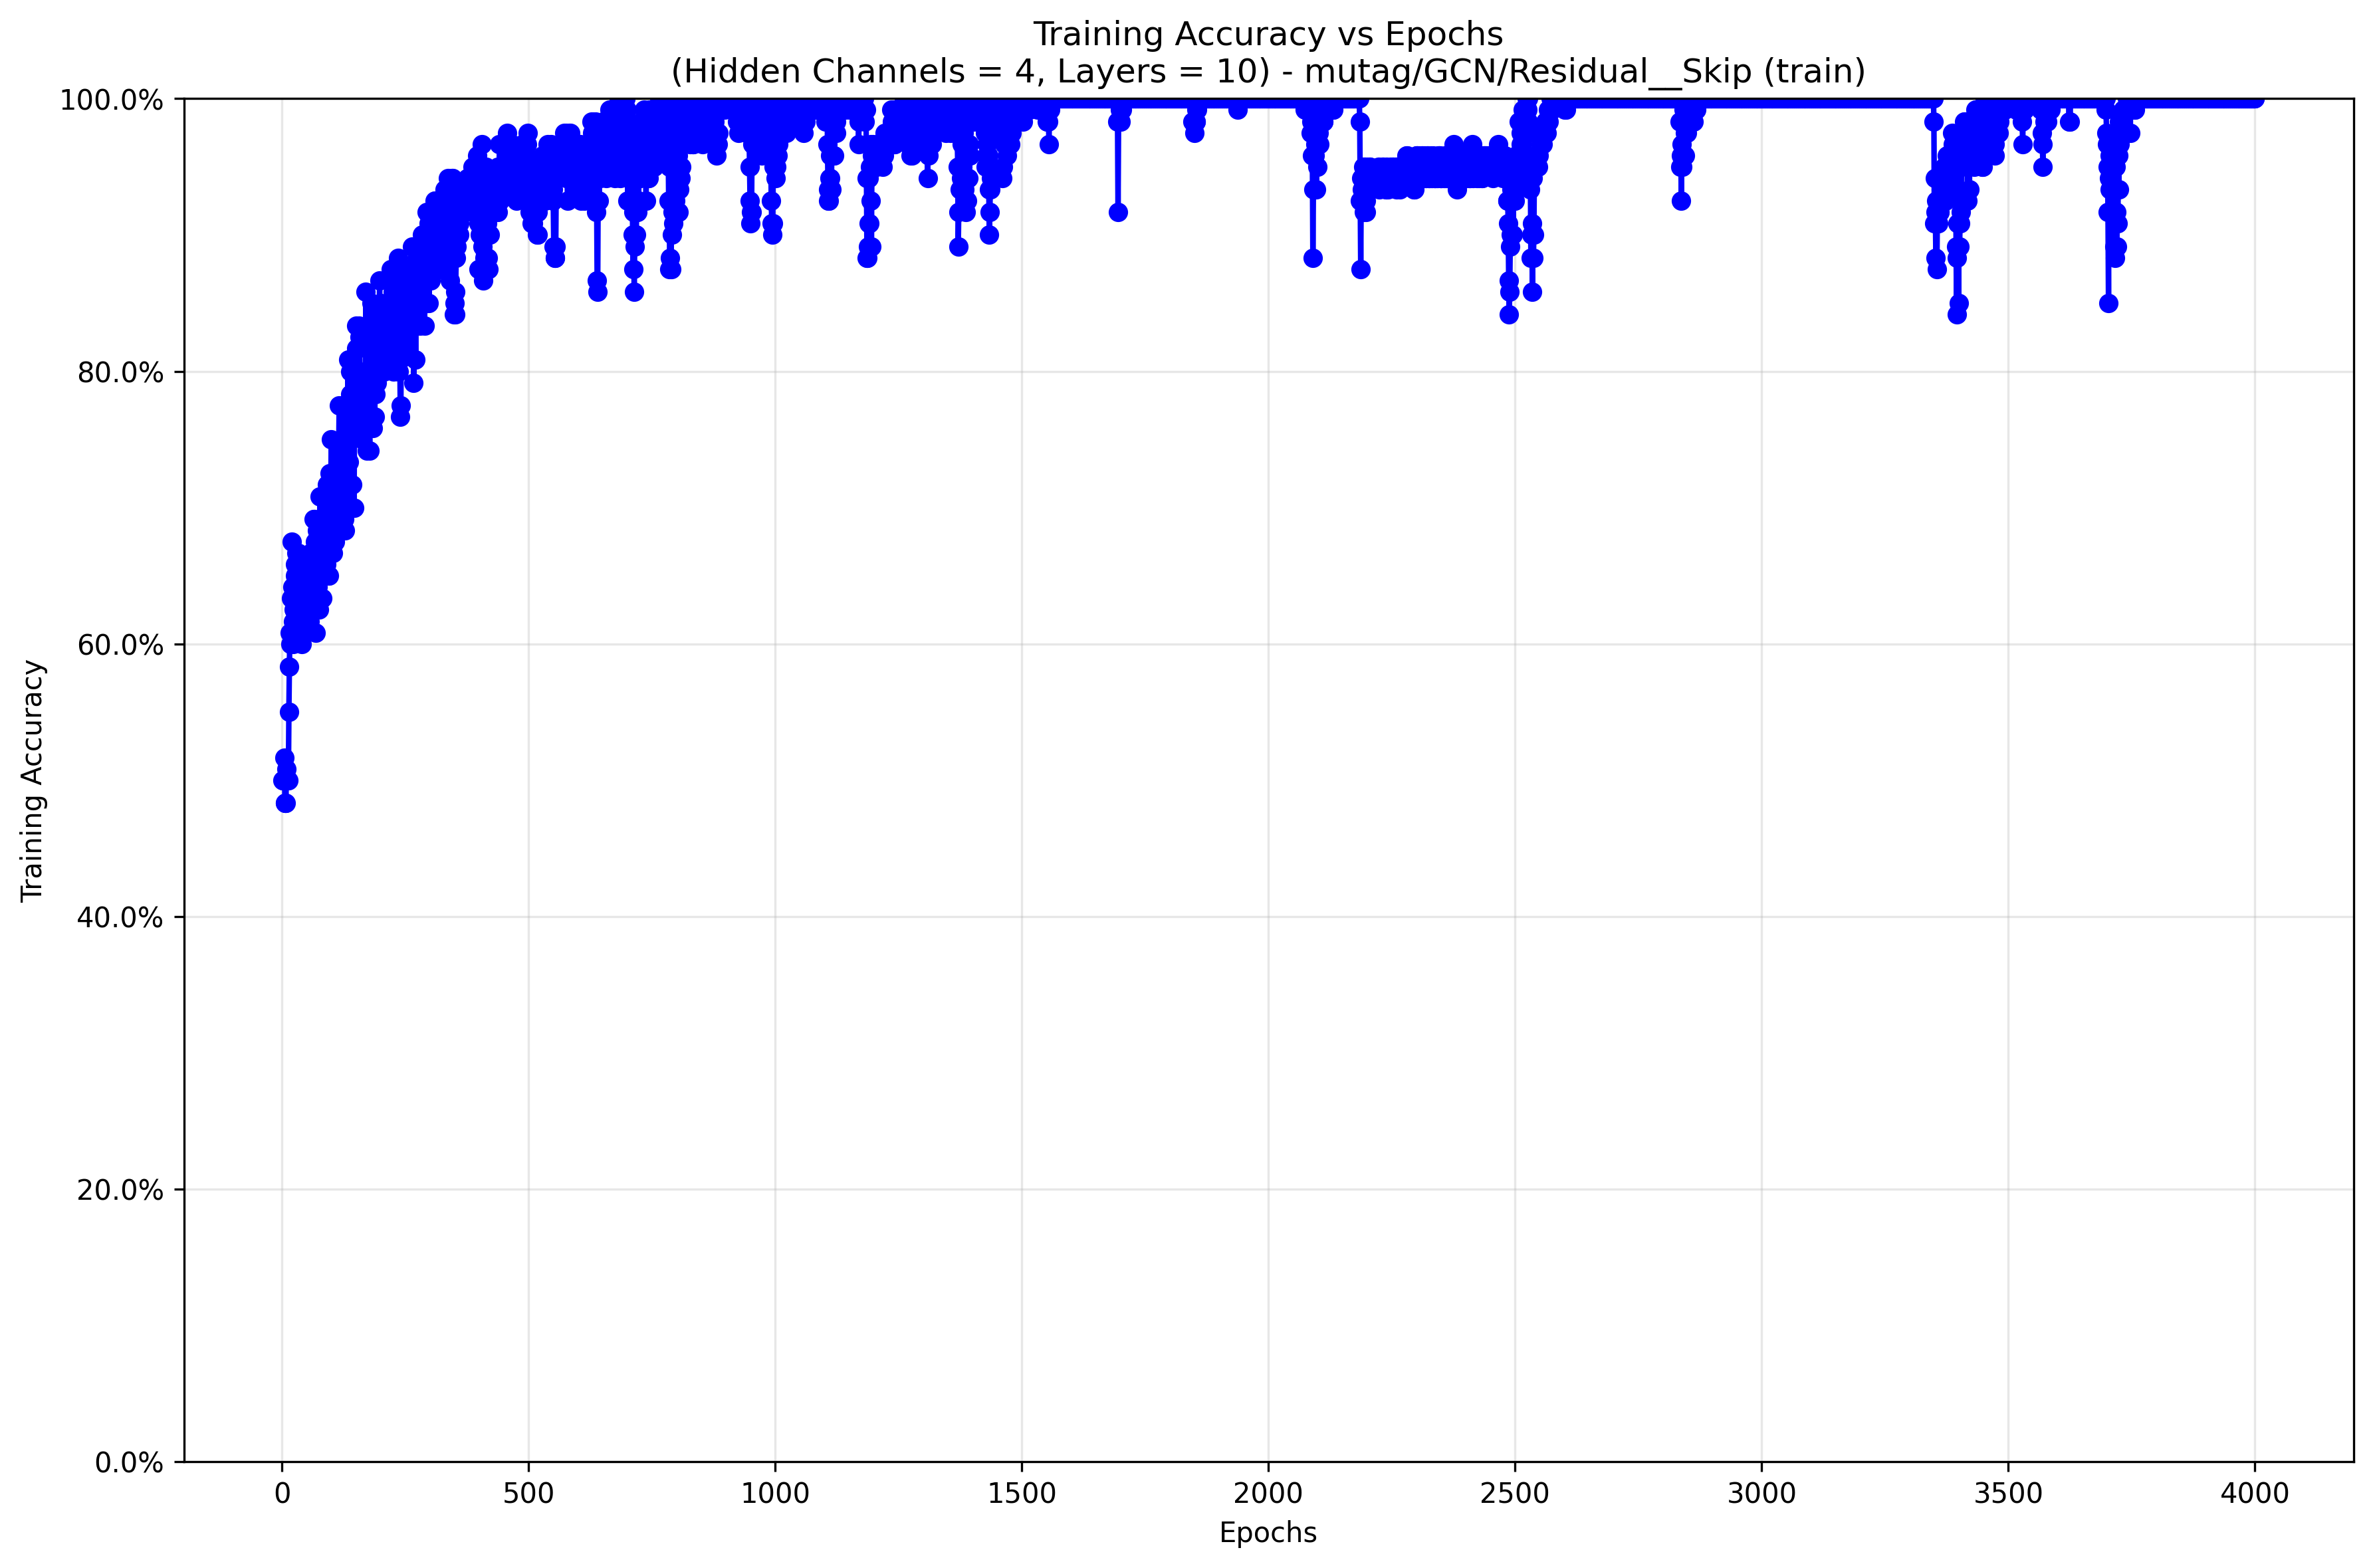 Training Accuracy vs Epochs
(Hidden Channels = 4, Layers = 10) - mutag/GCN/Residual__Skip (train)
100.0%
80.0%
60.0%
40.0%
20.0%
0.0%
Training Accuracy
0 500 1000 1500 2000 2500 3000 3500 4000
Epochs